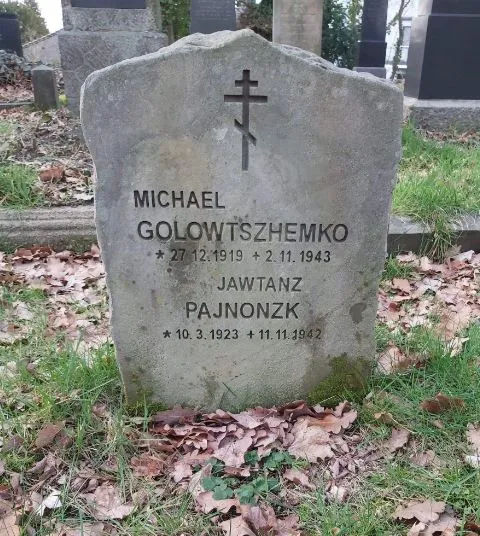 MICHAEL
GOLOWTSZHEMKO
* 27.12.1919 + 2.11.1943
JAWTANZ
PAJNONZK
* 10.3.1923 + 11.11.1942